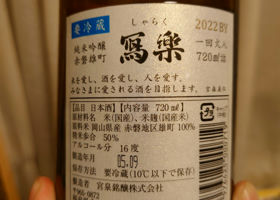 要冷蔵
しゃらく
寫樂
純米吟醸
赤磐雄町
2022BY
一回火入
720ml詰
米を愛し、酒を愛し、人を愛す。
みなさまに愛される酒を目指します。
品目 日本酒 内容量 720ml
原材料 米(国産)、米麹(国産米)
原料米 岡山県産 赤磐地区雄町 100%
精米歩合 50%
アルコール分 16度
製造年月 05.09
保存方法 要冷蔵(10℃以下で保存)
製造者 宮泉銘醸株式会社
〒965-0872